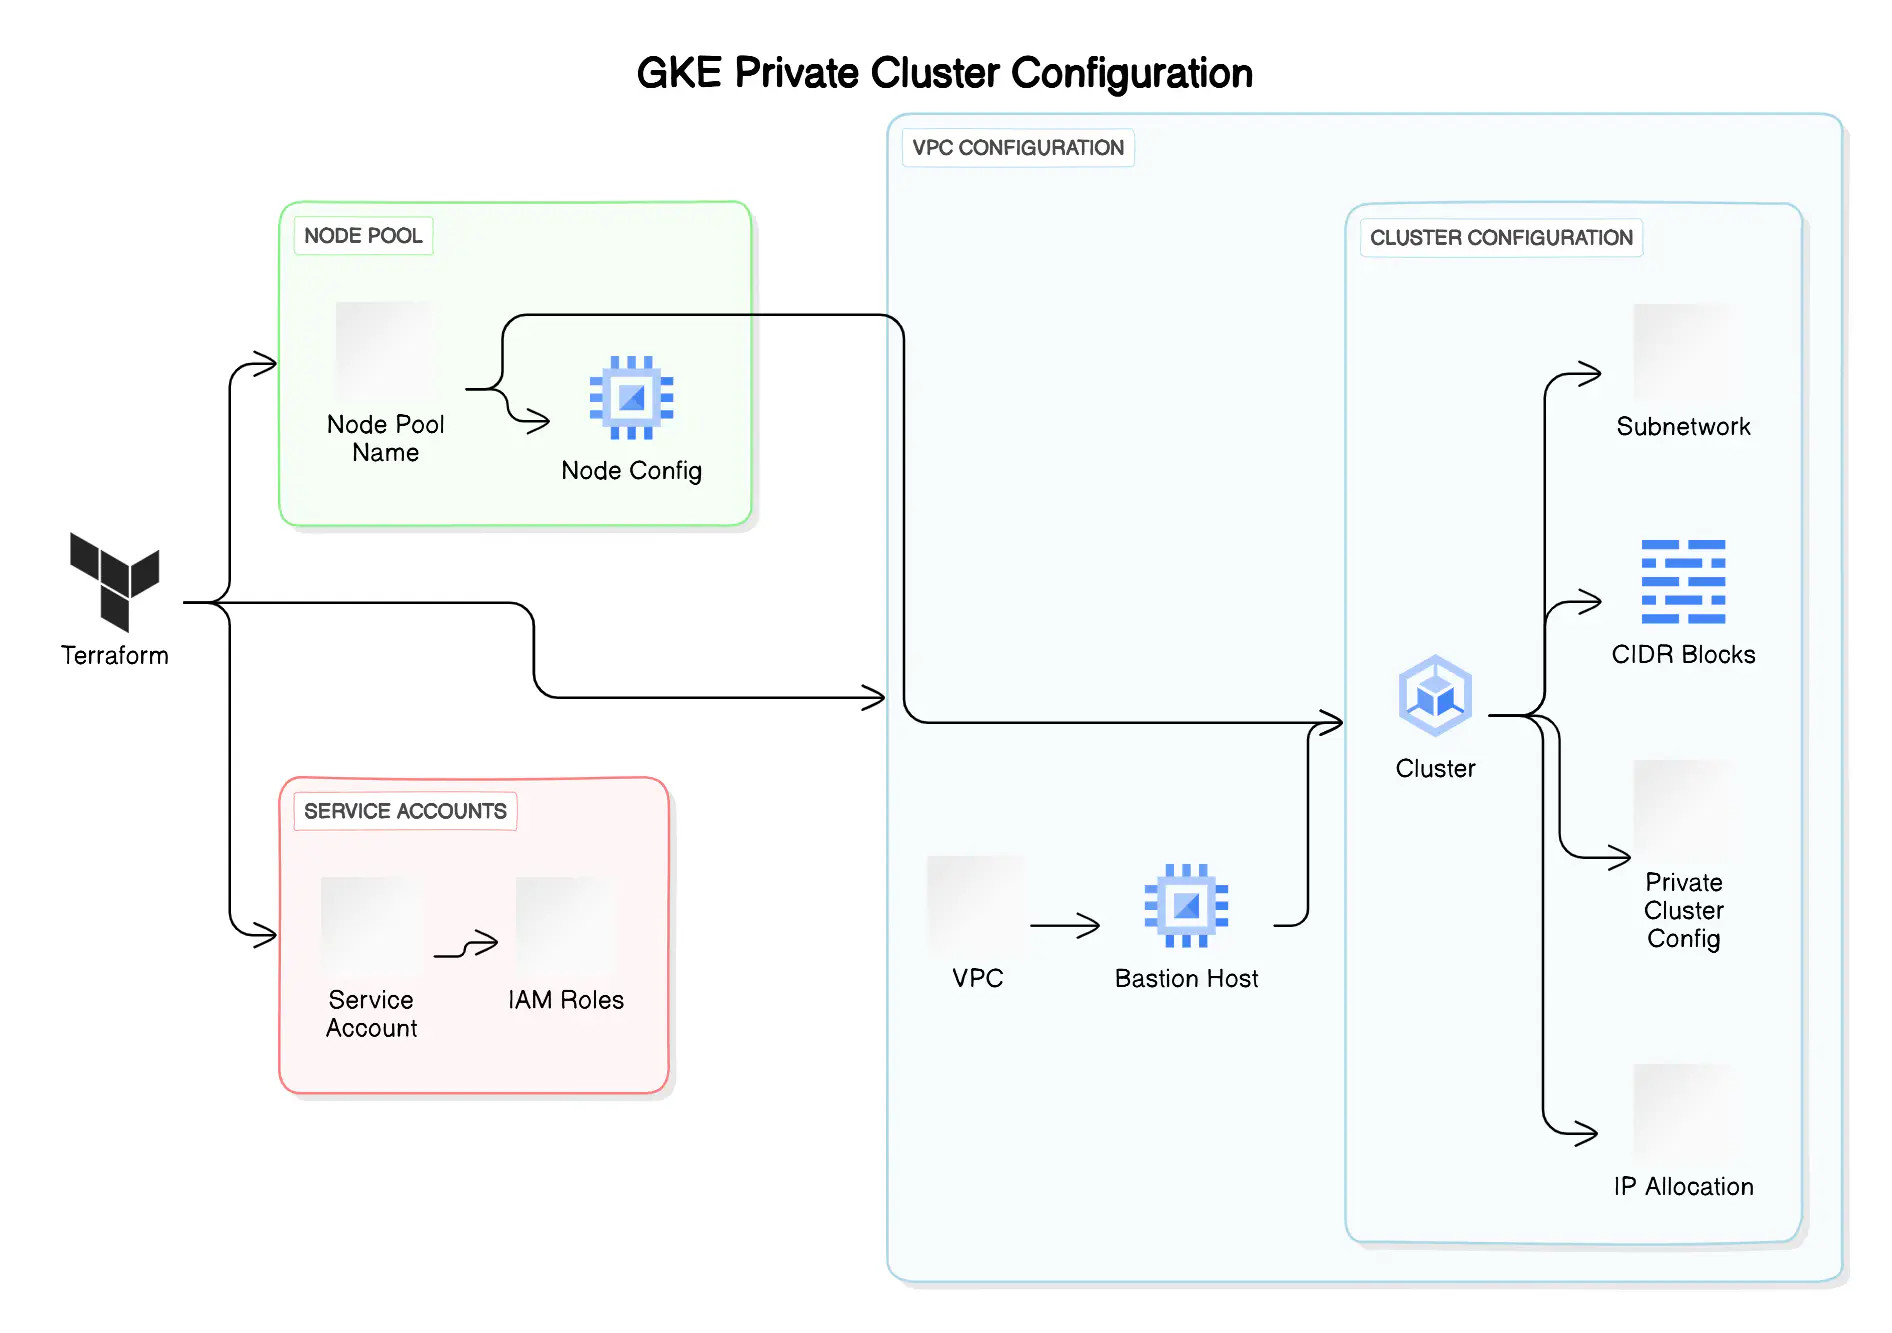 GKE Private Cluster Configuration
VPC CONFIGURATION
NODE POOL
CLUSTER CONFIGURATION
Node Pool
Name
Node Config
Subnetwork
Terraform
CIDR Blocks
Cluster
SERVICE ACCOUNTS
Private
Cluster
Config
Service
Account
IAM Roles
VPC
Bastion Host
IP Allocation